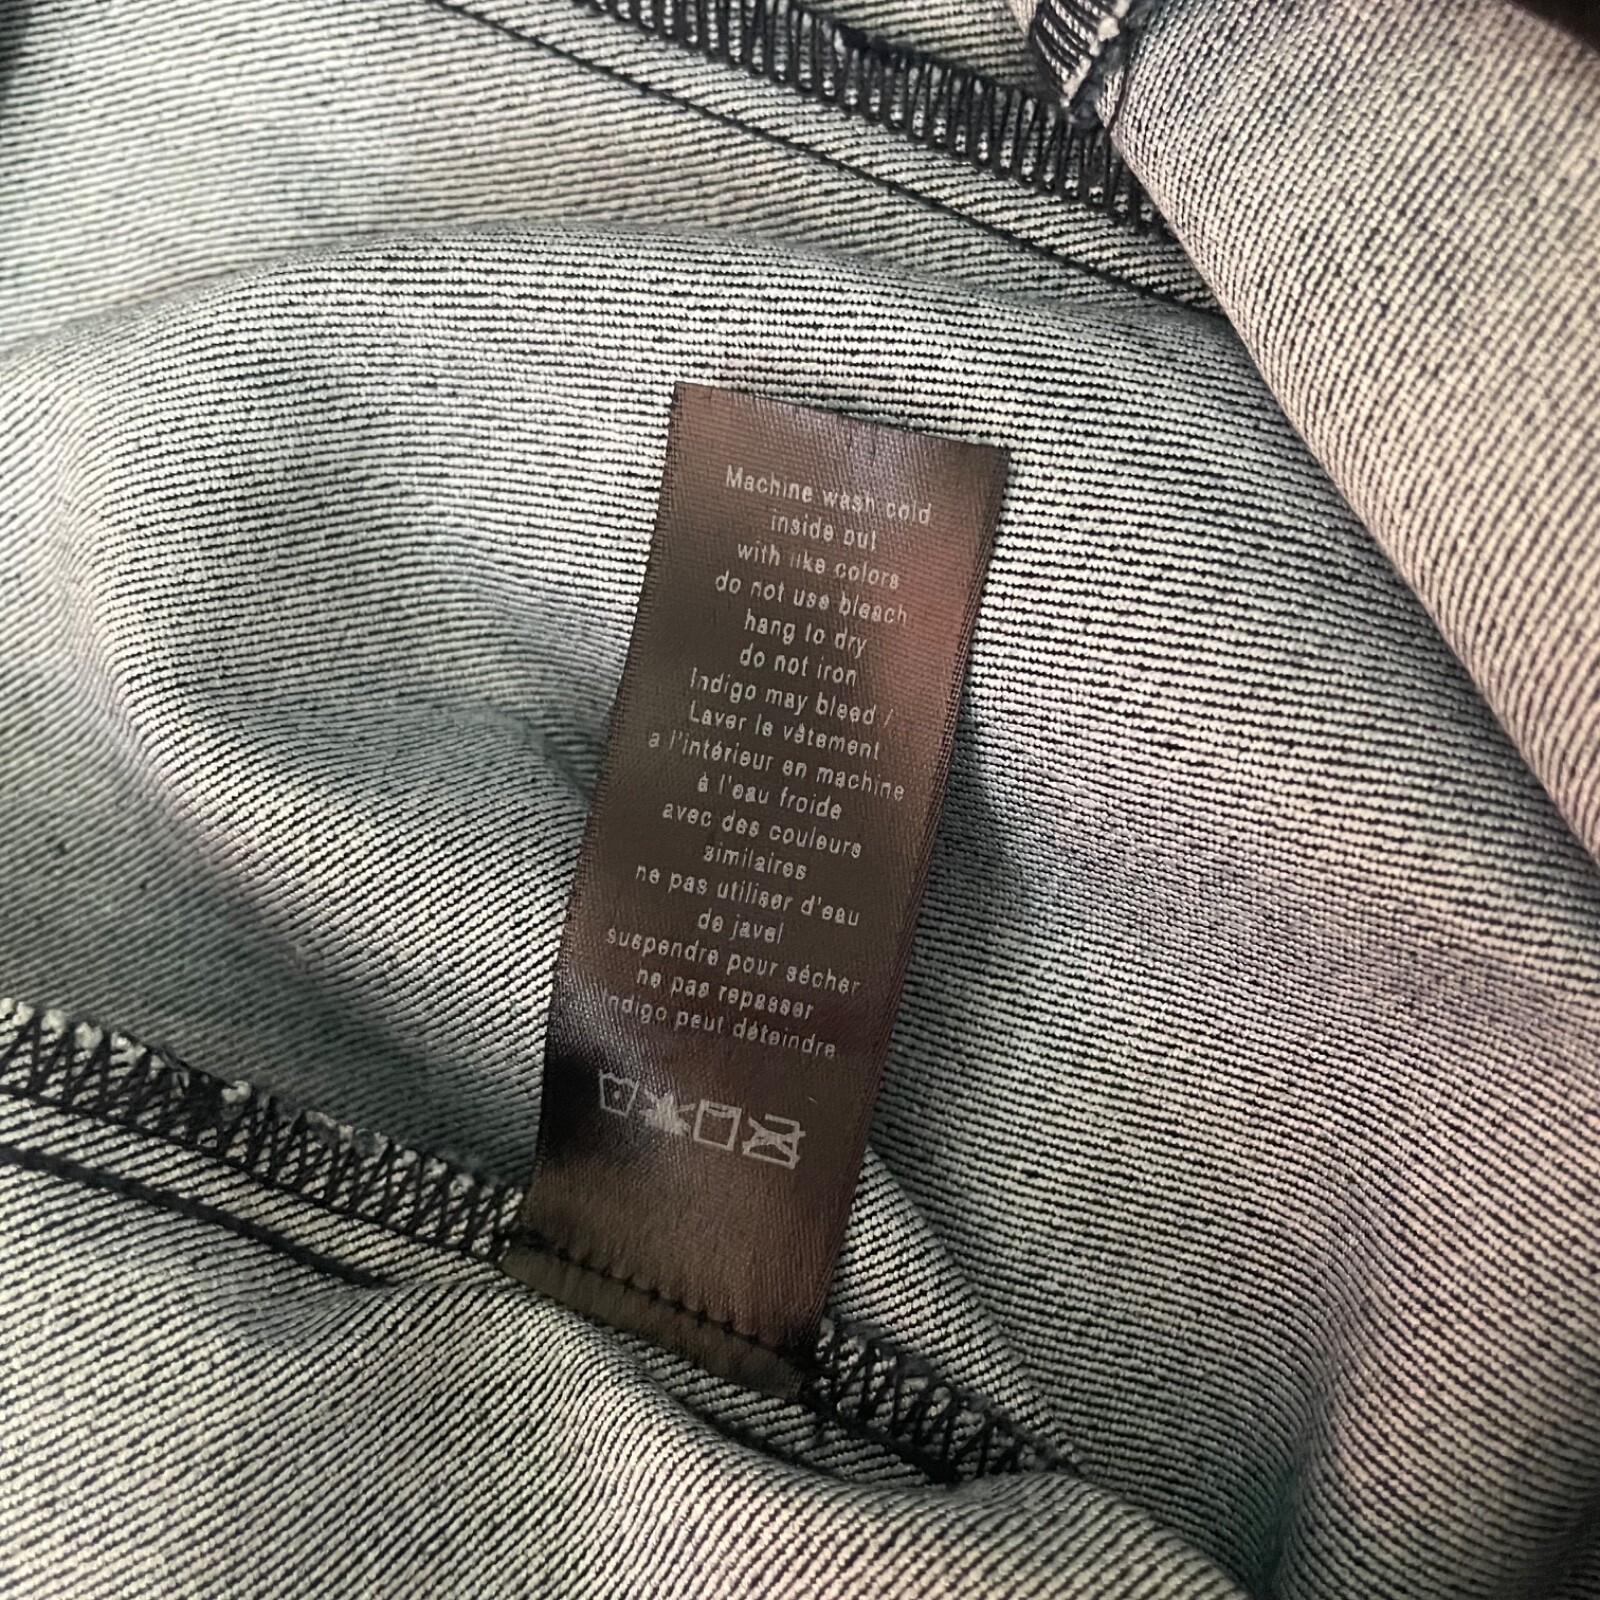 Machine wash cold
inside out
with like colors
do not use bleach
hang to dry
do not iron
Indigo may bleed /
Laver le vêtement
a l'intérieur en machine
à l'eau froide
avec des couleurs
similaires
ne pas utiliser d'eau
de javel
suspendre pour sécher
ne pas repasser
Indigo peut déteindre